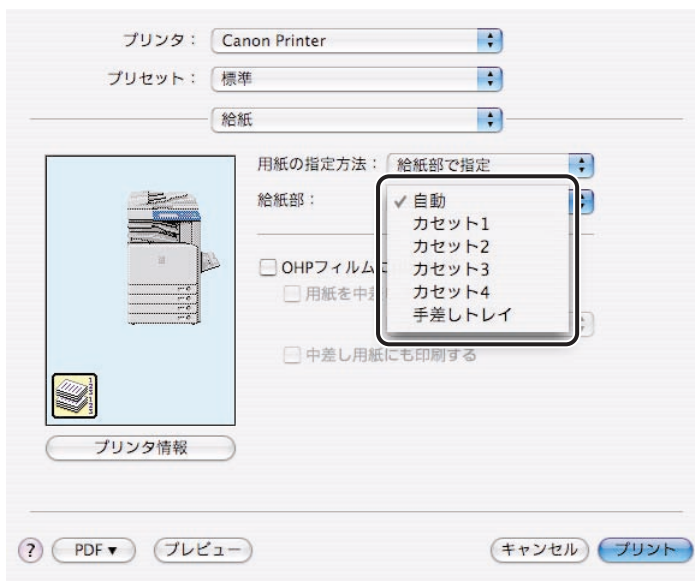 プリンタ： Canon Printer
プリセット： 標準
給紙
用紙の指定方法： 給紙部で指定
給紙部： ✓自動
カセット1
カセット2
カセット3
カセット4
手差しトレイ
OHPフィルムに
用紙を中差
中差し用紙にも印刷する
プリンタ情報
? PDF▼ プレビュー キャンセル プリント